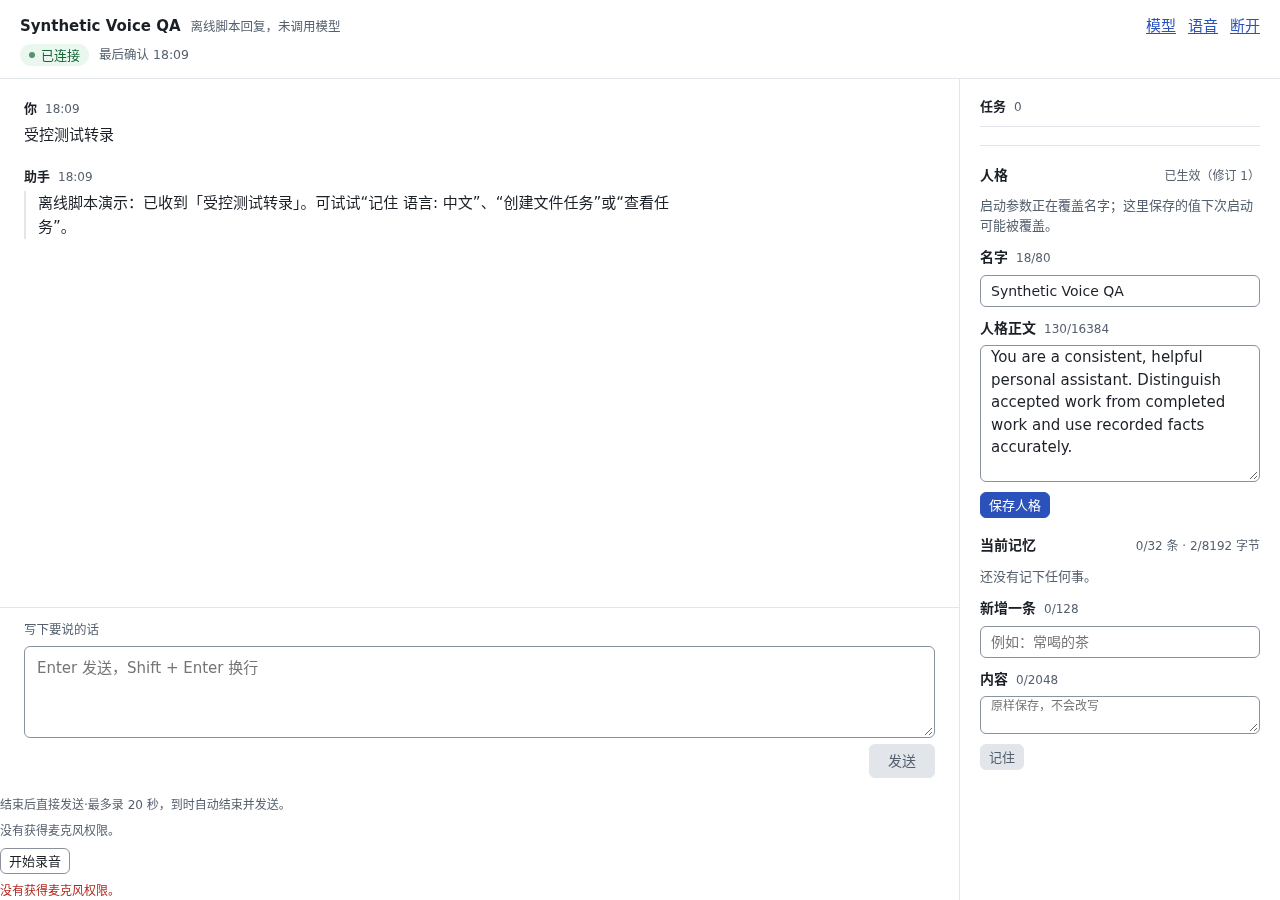 Synthetic Voice QA 离线脚本回复，未调用模型
模型 语音 断开
已连接 最后确认 18:09
你 18:09
受控测试转录
助手 18:09
离线脚本演示：已收到「受控测试转录」。可试试“记住 语言: 中文”、“创建文件任务”或“查看任
务”。
写下要说的话
Enter 发送，Shift + Enter 换行
发送
结束后直接发送·最多录 20 秒，到时自动结束并发送。
没有获得麦克风权限。
开始录音
没有获得麦克风权限。
任务 0
人格 已生效（修订 1）
启动参数正在覆盖名字；这里保存的值下次启动
可能被覆盖。
名字 18/80
Synthetic Voice QA
人格正文 130/16384
You are a consistent, helpful
personal assistant. Distinguish
accepted work from completed
work and use recorded facts
accurately.
保存人格
当前记忆 0/32 条 · 2/8192 字节
还没有记下任何事。
新增一条 0/128
例如：常喝的茶
内容 0/2048
原样保存，不会改写
记住